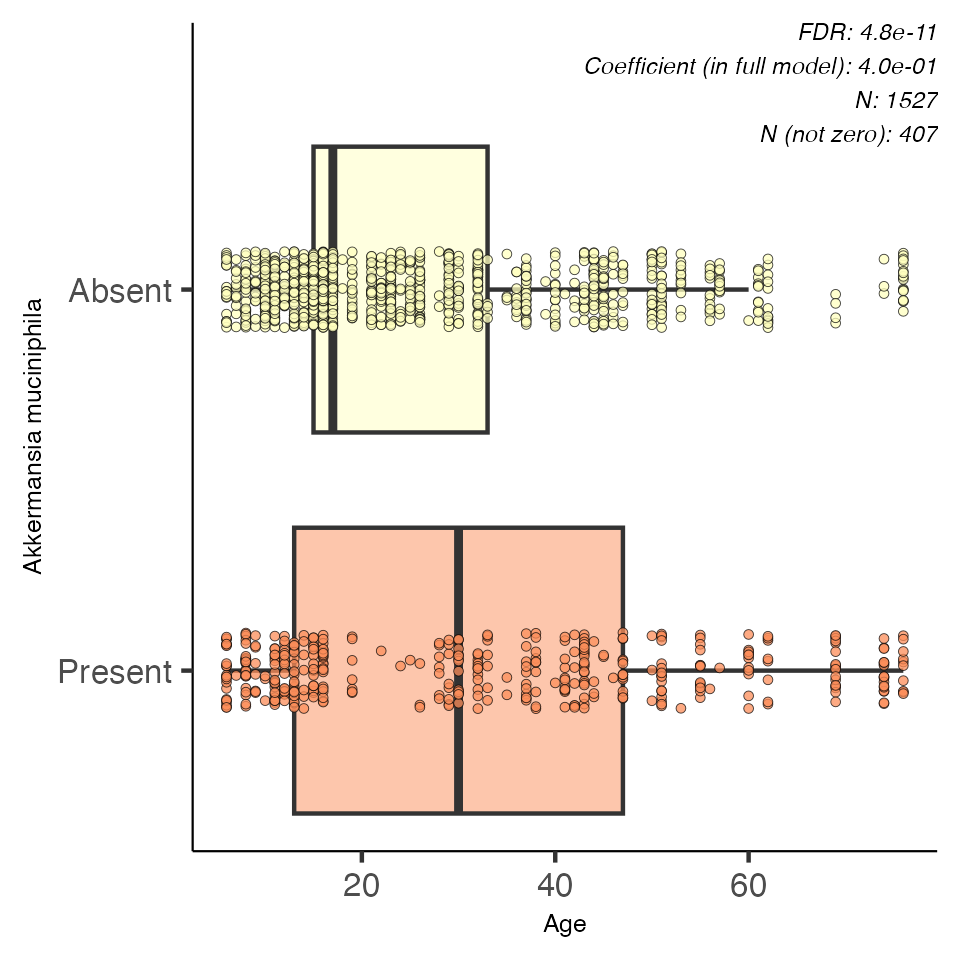 FDR: 4.8e-11
Coefficient (in full model): 4.0e-01
N: 1527
N (not zero): 407
Absent
Present
Akkermansia muciniphila
20 40 60
Age